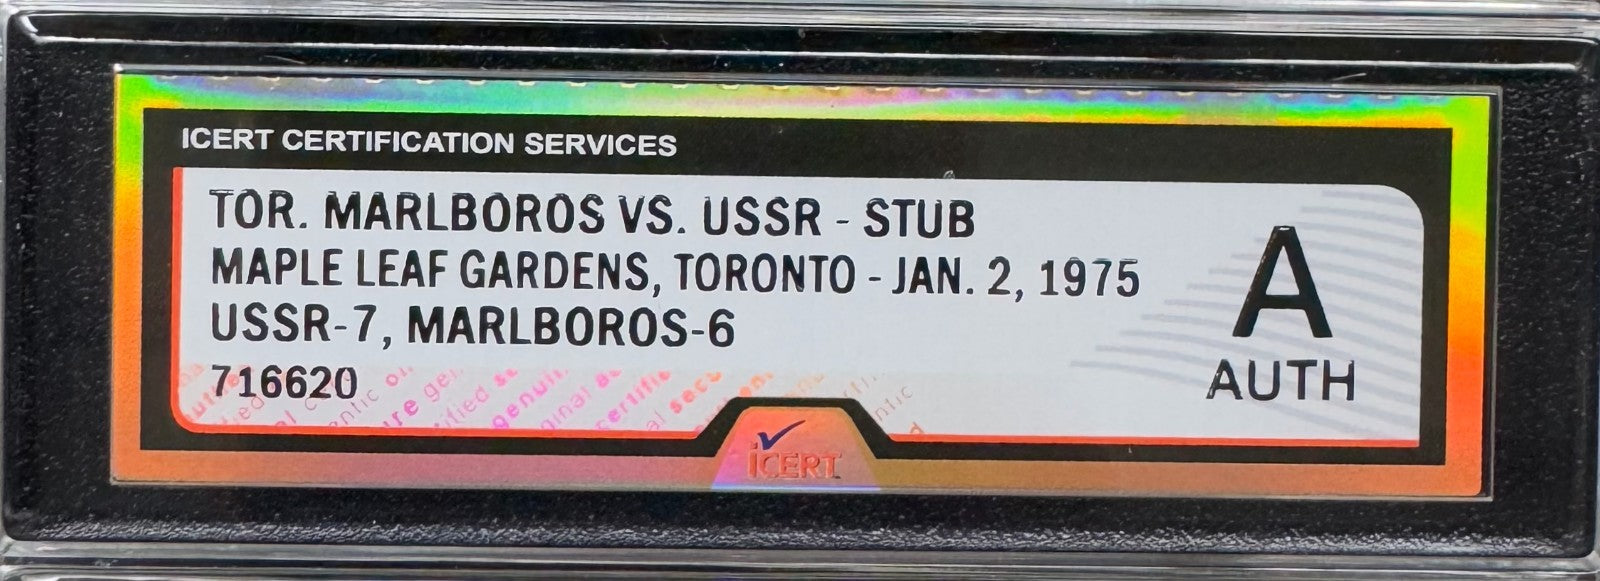 ICERT CERTIFICATION SERVICES
TOR. MARLBOROS VS. USSR - STUB
MAPLE LEAF GARDENS, TORONTO - JAN. 2, 1975
USSR-7, MARLBOROS-6
716620
A
AUTH
iCERT